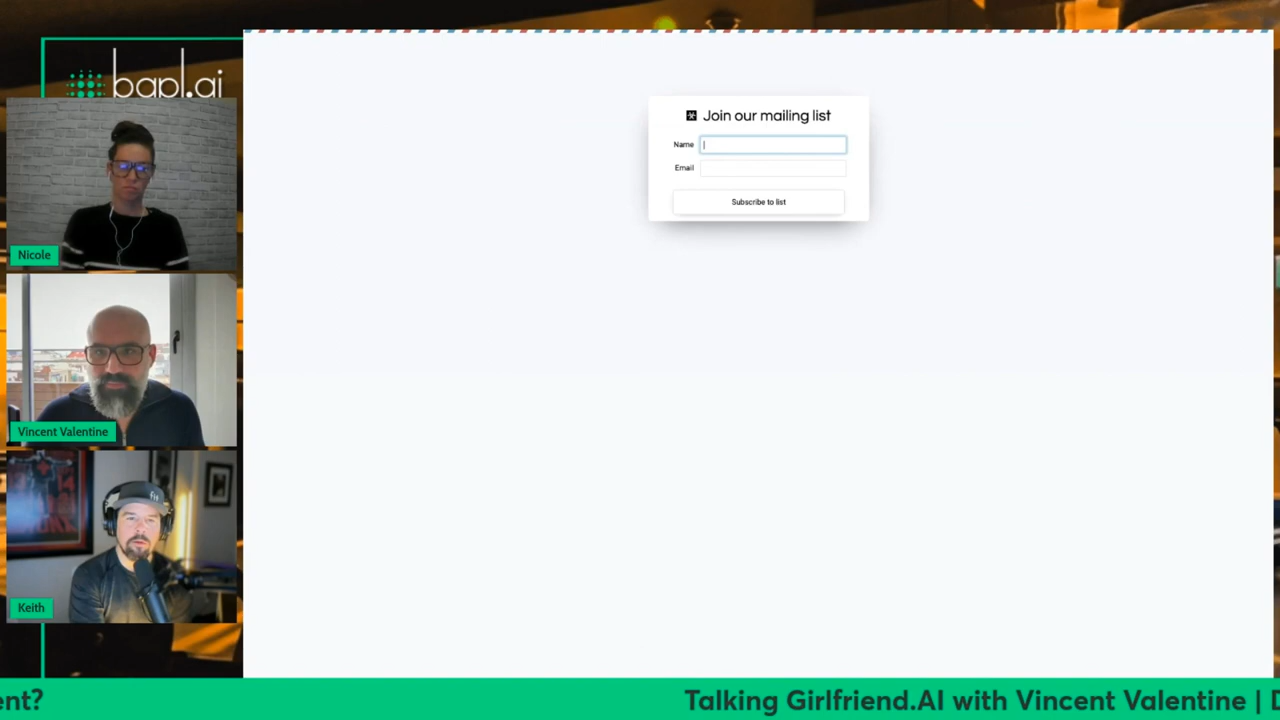 bapl.ai
Join our mailing list
Name
Email
Subscribe to list
Nicole
Vincent Valentine
Keith
ent?
Talking Girlfriend.AI with Vincent Valentine | D